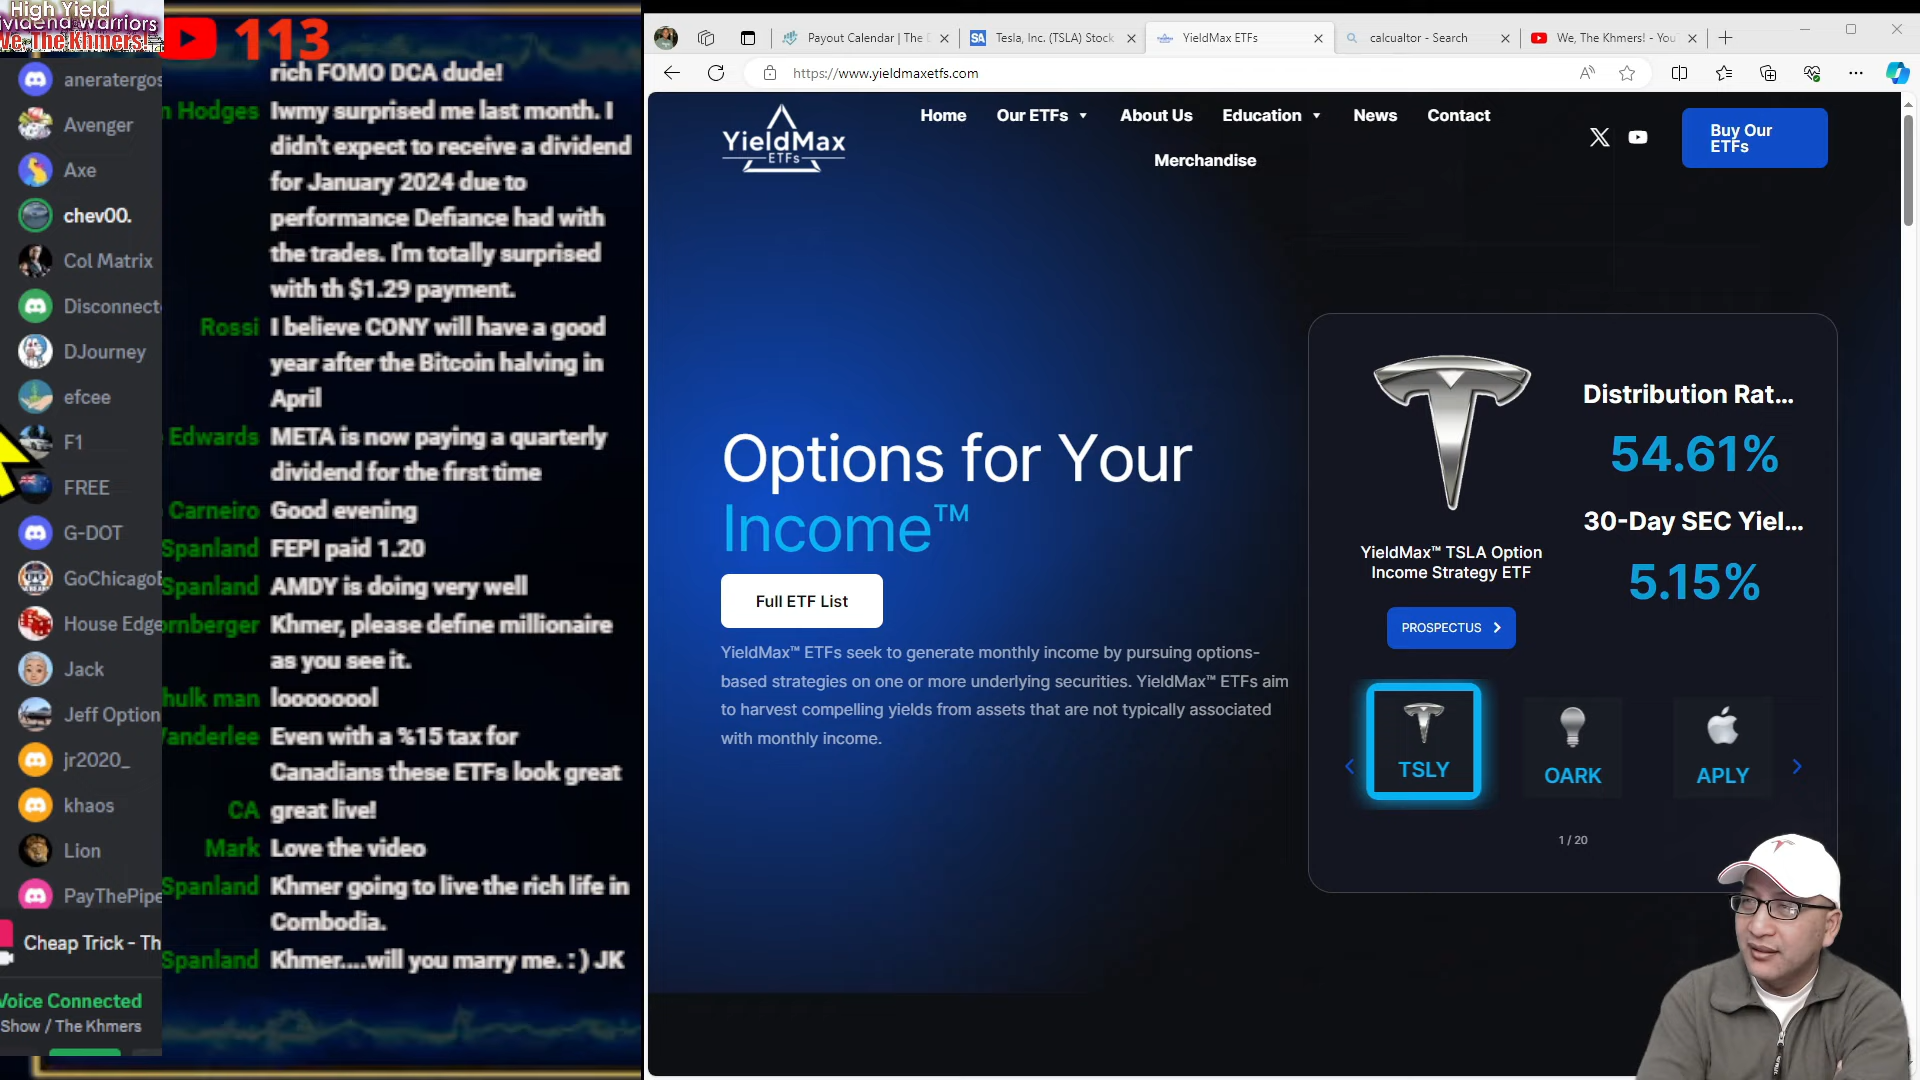 High Yield
Dividend Warriors
We, The Khmers!
113
aneratergos
Avenger
Axe
chev00.
Col Matrix
Disconnect
DJourney
efcee
F1
FREE
G-DOT
GoChicago
House Edge
Jack
Jeff Option
jr2020_
khaos
Lion
PayThePipe
Cheap Trick - Th
Voice Connected
Show / The Khmers
rich FOMO DCA dude!
Hodges Iwmy surprised me last month. I
didn't expect to receive a dividend
for January 2024 due to
performance Defiance had with
the trades. I'm totally surprised
with th $1.29 payment.
Rossi I believe CONY will have a good
year after the Bitcoin halving in
April
Edwards META is now paying a quarterly
dividend for the first time
Carneiro Good evening
Spanland FEPI paid 1.20
Spanland AMDY is doing very well
ornberger Khmer, please define millionaire
as you see it.
hulk man loooooool
Vanderlee Even with a %15 tax for
Canadians these ETFs look great
CA great live!
Mark Love the video
Spanland Khmer going to live the rich life in
Combodia.
Spanland Khmer....will you marry me. : ) JK
Payout Calendar | The E
SA Tesla, Inc. (TSLA) Stock
YieldMax ETFs
calcualtor - Search
We, The Khmers! - You
https://www.yieldmaxetfs.com
YieldMax
ETFs
Home Our ETFs About Us Education News Contact
Merchandise
Buy Our
ETFs
Options for Your
Income™
Full ETF List
YieldMax™ ETFs seek to generate monthly income by pursuing options-
based strategies on one or more underlying securities. YieldMax™ ETFs aim
to harvest compelling yields from assets that are not typically associated
with monthly income.
Distribution Rat...
54.61%
30-Day SEC Yiel...
5.15%
YieldMax™ TSLA Option
Income Strategy ETF
PROSPECTUS
TSLY
OARK
APLY
1 / 20